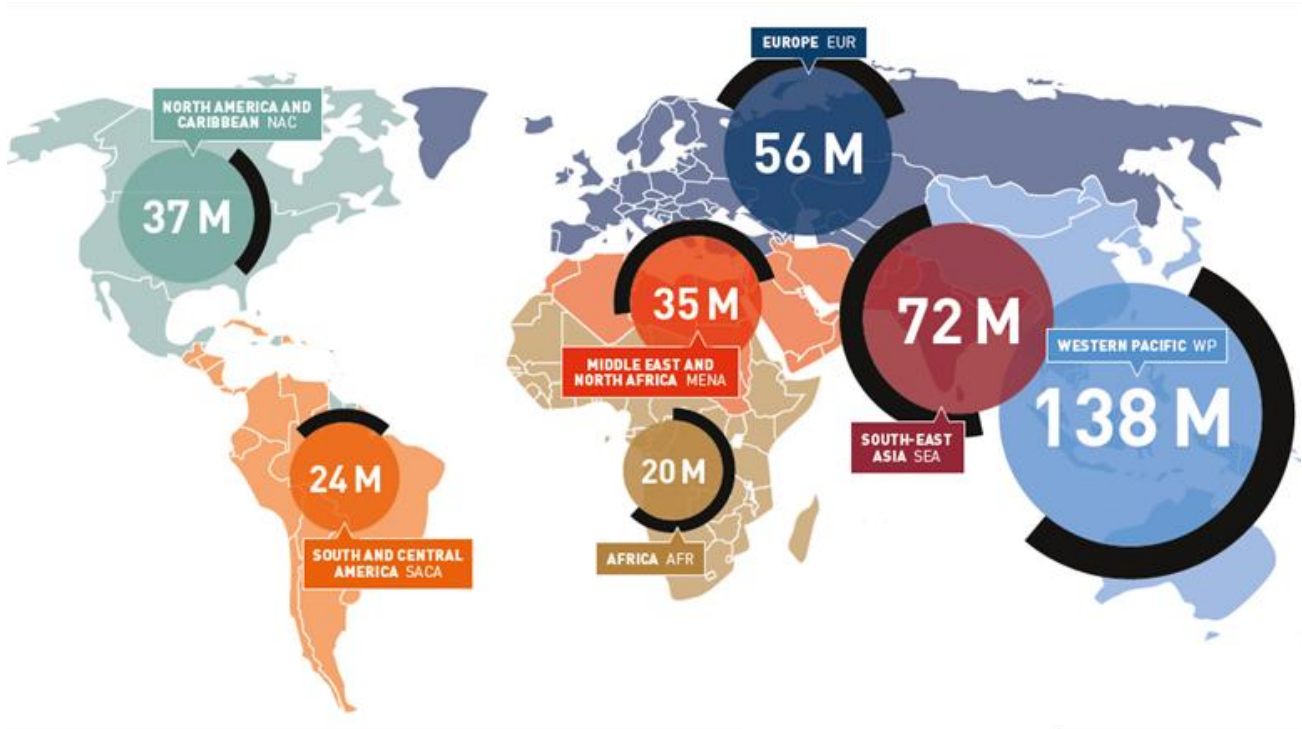 EUROPE EUR
56 M
NORTH AMERICA AND
CARIBBEAN NAC
37 M
35 M
MIDDLE EAST AND
NORTH AFRICA MENA
72 M
SOUTH-EAST
ASIA SEA
WESTERN PACIFIC WP
138 M
24 M
SOUTH AND CENTRAL
AMERICA SACA
20 M
AFRICA AFR